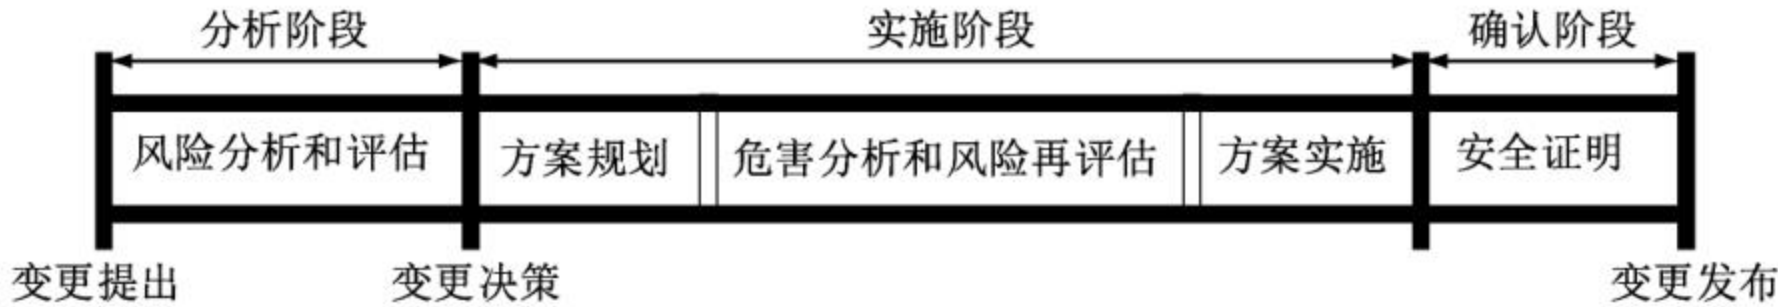 分析阶段 实施阶段 确认阶段
风险分析和评估 方案规划 危害分析和风险再评估 方案实施 安全证明
变更提出 变更决策 变更发布